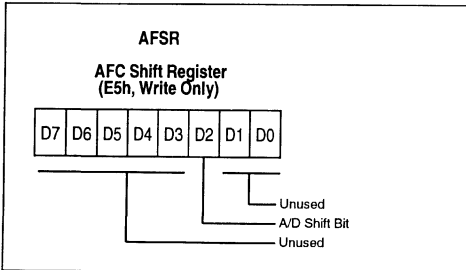 AFSR
AFC Shift Register
(E5h, Write Only)
D7 D6 D5 D4 D3 D2 D1 D0
Unused
A/D Shift Bit
Unused